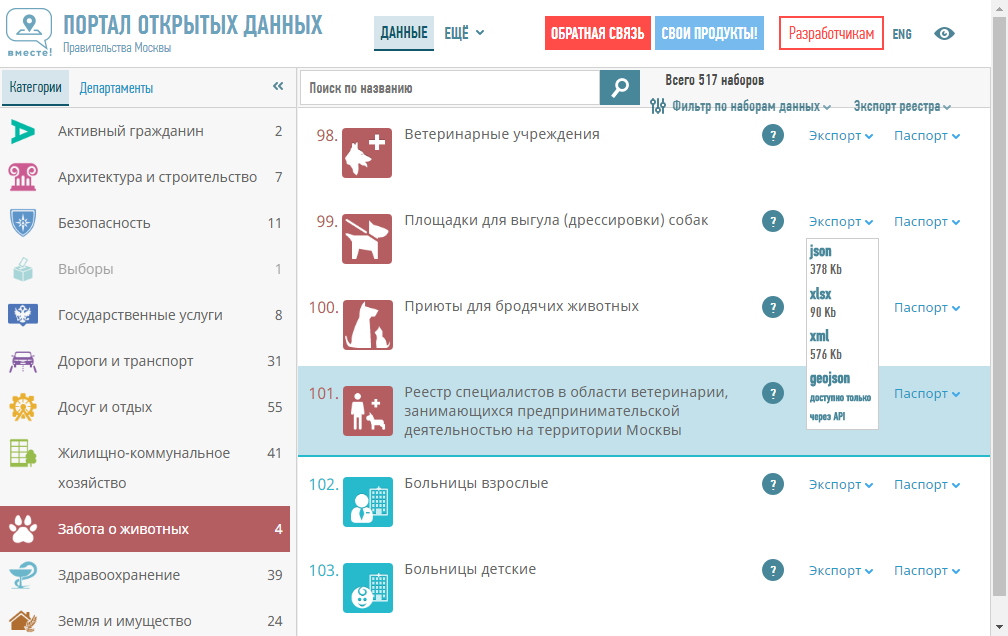 вместе!
ПОРТАЛ ОТКРЫТЫХ ДАННЫХ
Правительства Москвы
ДАННЫЕ
ЕЩЁ
ОБРАТНАЯ СВЯЗЬ
СВОИ ПРОДУКТЫ!
Разработчикам
ENG
Категории
Департаменты
«
Поиск по названию
Всего 517 наборов
Фильтр по наборам данных
Экспорт реестра
Активный гражданин 2
Архитектура и строительство 7
Безопасность 11
Выборы 1
Государственные услуги 8
Дороги и транспорт 31
Досуг и отдых 55
Жилищно-коммунальное 41
хозяйство
Забота о животных 4
Здравоохранение 39
Земля и имущество 24
98. Ветеринарные учреждения ? Экспорт Паспорт
99. Площадки для выгула (дрессировки) собак ? Экспорт Паспорт
json
378 Kb
xlsx
90 Kb
xml
576 Kb
geojson
доступно только
через API
100. Приюты для бродячих животных ? Паспорт
101. Реестр специалистов в области ветеринарии, ? Паспорт
занимающихся предпринимательской
деятельностью на территории Москвы
102. Больницы взрослые ? Экспорт Паспорт
103. Больницы детские ? Экспорт Паспорт